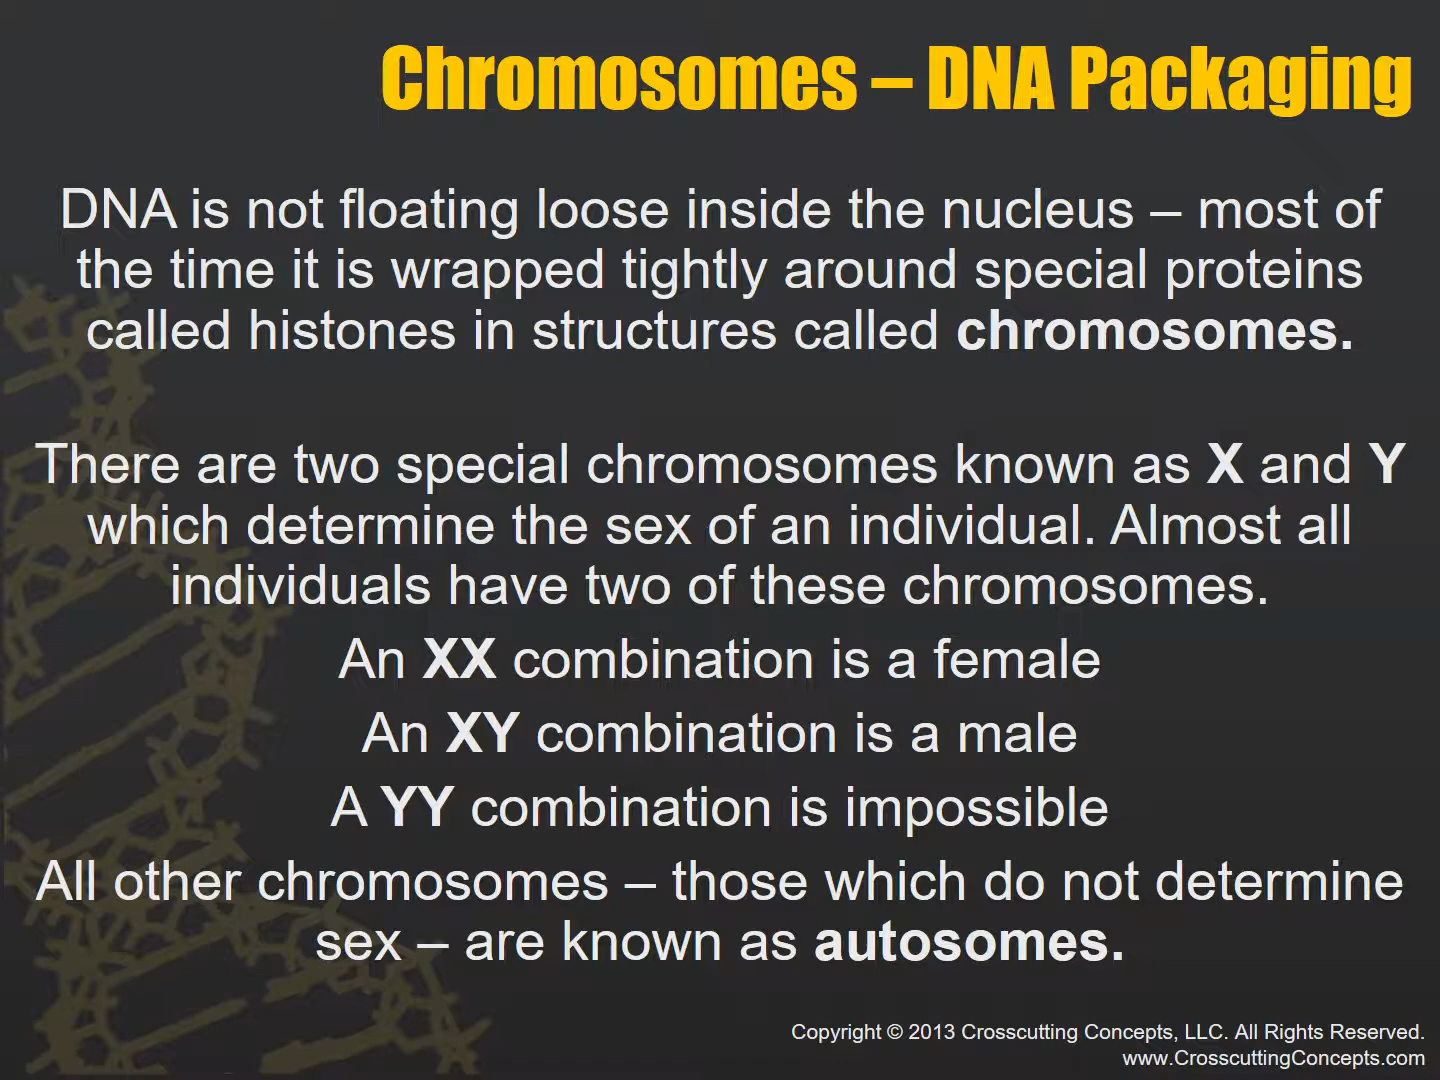 Chromosomes – DNA Packaging
DNA is not floating loose inside the nucleus – most of
the time it is wrapped tightly around special proteins
called histones in structures called chromosomes.
There are two special chromosomes known as X and Y
which determine the sex of an individual. Almost all
individuals have two of these chromosomes.
An XX combination is a female
An XY combination is a male
A YY combination is impossible
All other chromosomes – those which do not determine
sex – are known as autosomes.
Copyright © 2013 Crosscutting Concepts, LLC. All Rights Reserved.
www.CrosscuttingConcepts.com